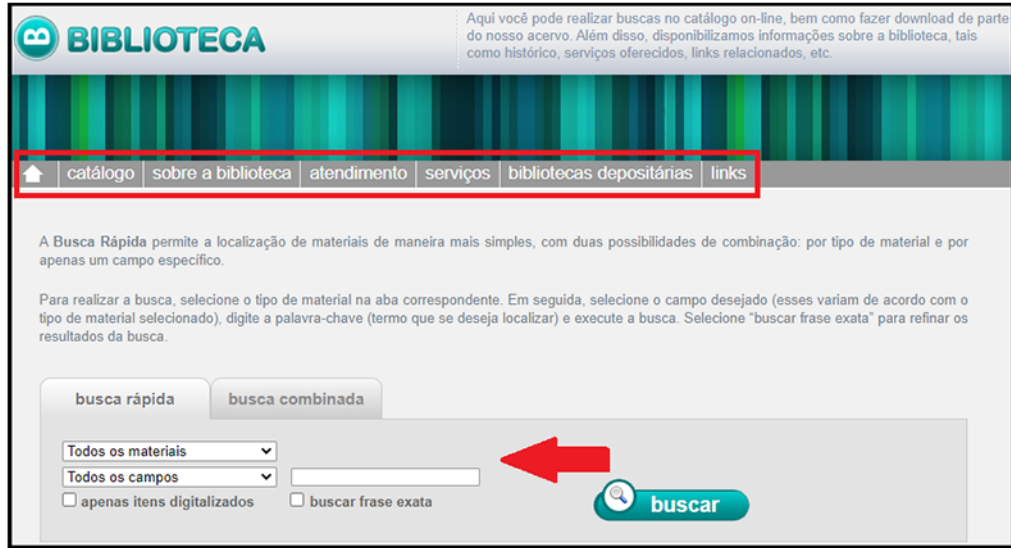 BIBLIOTECA
Aqui você pode realizar buscas no catálogo on-line, bem como fazer download de parte
do nosso acervo. Além disso, disponibilizamos informações sobre a biblioteca, tais
como histórico, serviços oferecidos, links relacionados, etc.
catálogo sobre a biblioteca atendimento serviços bibliotecas depositárias links
A Busca Rápida permite a localização de materiais de maneira mais simples, com duas possibilidades de combinação: por tipo de material e por
apenas um campo específico.
Para realizar a busca, selecione o tipo de material na aba correspondente. Em seguida, selecione o campo desejado (esses variam de acordo com o
tipo de material selecionado), digite a palavra-chave (termo que se deseja localizar) e execute a busca. Selecione “buscar frase exata” para refinar os
resultados da busca.
busca rápida busca combinada
Todos os materiais
Todos os campos
apenas itens digitalizados buscar frase exata
buscar